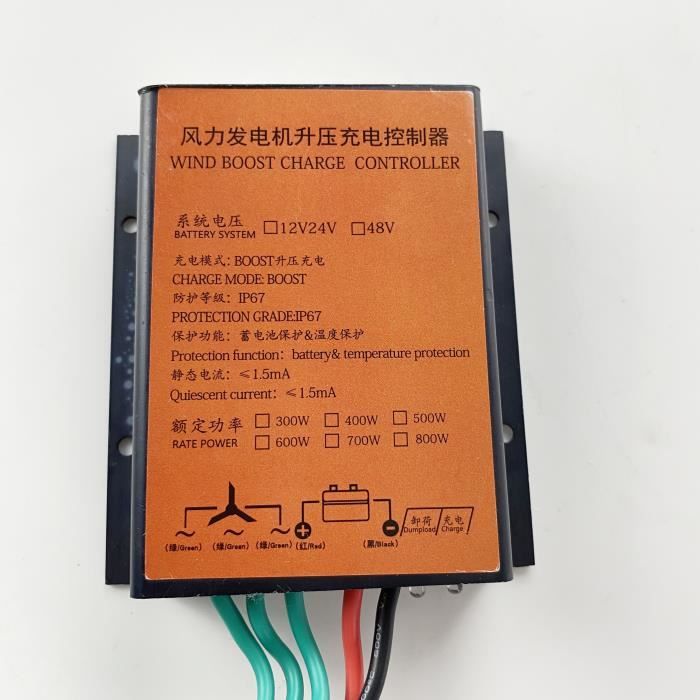 风力发电机升压充电控制器
WIND BOOST CHARGE CONTROLLER
系统电压 □12V24V □48V
BATTERY SYSTEM
充电模式: BOOST升压充电
CHARGE MODE: BOOST
防护等级: IP67
PROTECTION GRADE:IP67
保护功能: 蓄电池保护&温度保护
Protection function: battery& temperature protection
静态电流: ≤1.5mA
Quiescent current: ≤1.5mA
额定功率 □ 300W □ 400W □ 500W
RATE POWER □ 600W □ 700W □ 800W
卸荷 充电
Dumpload Charge
(绿/Green) (绿/Green) (绿/Green) (红/Red) (黑/Black)
600V